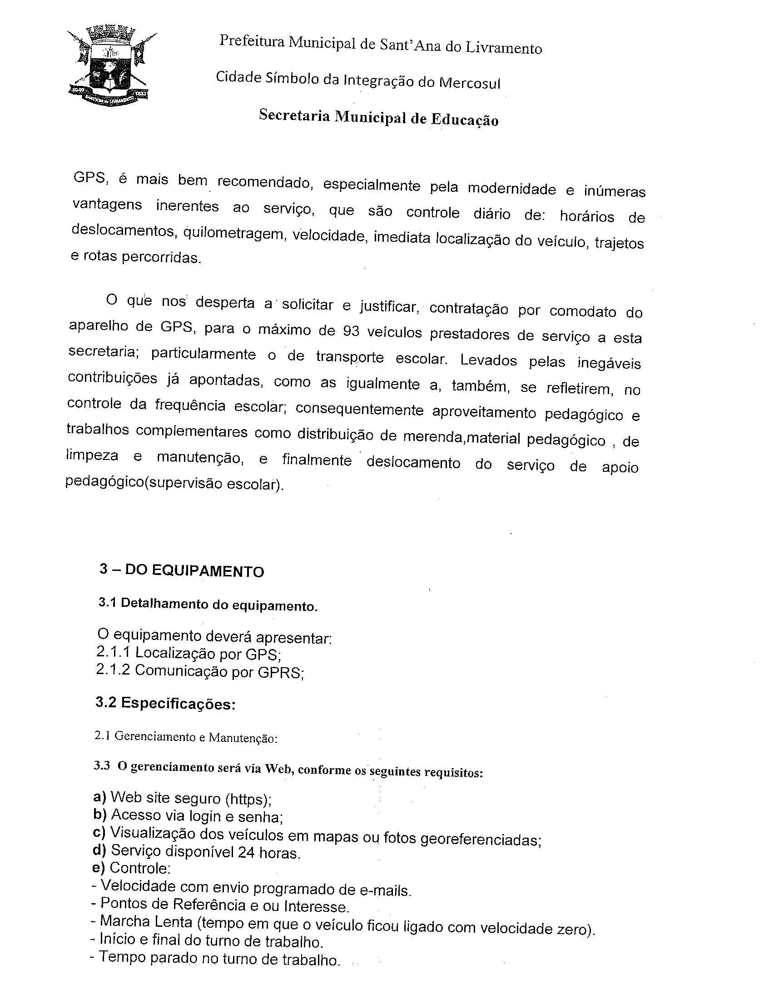 Prefeitura Municipal de Sant'Ana do Livramento
Cidade Símbolo da Integração do Mercosul
Secretaria Municipal de Educação
GPS, é mais bem recomendado, especialmente pela modernidade e inúmeras
vantagens inerentes ao serviço, que são controle diário de: horários de
deslocamentos, quilometragem, velocidade, imediata localização do veículo, trajetos
e rotas percorridas.
O que nos desperta a solicitar e justificar, contratação por comodato do
aparelho de GPS, para o máximo de 93 veículos prestadores de serviço a esta
secretaria; particularmente o de transporte escolar. Levados pelas inegáveis
contribuições já apontadas, como as igualmente a, também, se refletirem, no
controle da frequência escolar; consequentemente aproveitamento pedagógico e
trabalhos complementares como distribuição de merenda,material pedagógico , de
limpeza e manutenção, e finalmente deslocamento do serviço de apoio
pedagógico(supervisão escolar).
3 – DO EQUIPAMENTO
3.1 Detalhamento do equipamento.
O equipamento deverá apresentar:
2.1.1 Localização por GPS;
2.1.2 Comunicação por GPRS;
3.2 Especificações:
2.1 Gerenciamento e Manutenção:
3.3 O gerenciamento será via Web, conforme os seguintes requisitos:
a) Web site seguro (https);
b) Acesso via login e senha;
c) Visualização dos veículos em mapas ou fotos georeferenciadas;
d) Serviço disponível 24 horas.
e) Controle:
- Velocidade com envio programado de e-mails.
- Pontos de Referência e ou Interesse.
- Marcha Lenta (tempo em que o veículo ficou ligado com velocidade zero).
- Início e final do turno de trabalho.
- Tempo parado no turno de trabalho.